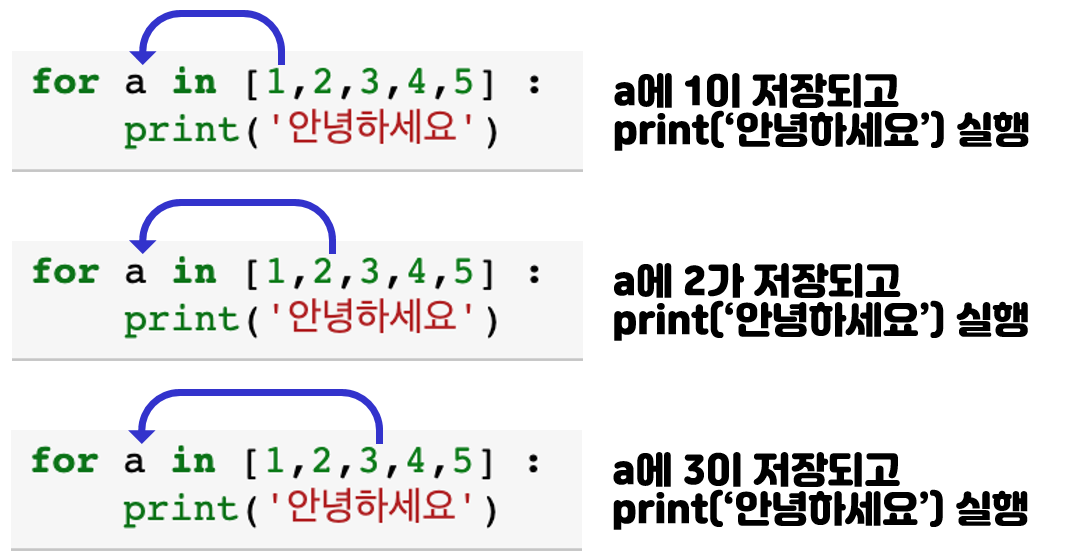 for a in [1,2,3,4,5] :
print('안녕하세요')
a에 1이 저장되고
print(‘안녕하세요’) 실행
for a in [1,2,3,4,5] :
print('안녕하세요')
a에 2가 저장되고
print(‘안녕하세요’) 실행
for a in [1,2,3,4,5] :
print('안녕하세요')
a에 3이 저장되고
print(‘안녕하세요’) 실행